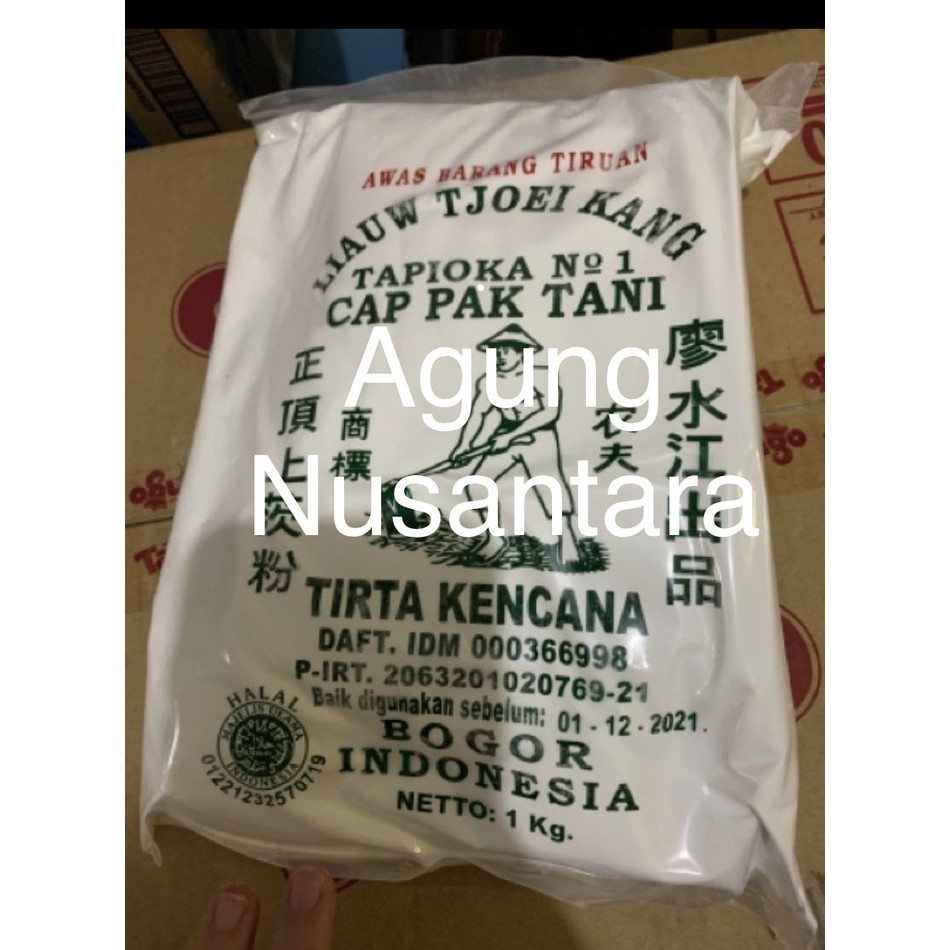 AWAS BARANG TIRUAN
LIAUW TJOEI KANG
TAPIOKA Nº 1
CAP PAK TANI
廖水江出品
农夫
商標
正頂上茨粉
Agung
Nusantara
TIRTA KENCANA
DAFT. IDM 000366998
P-IRT. 2063201020769-21
Baik digunakan sebelum: 01 - 12 - 2021.
BOGOR
INDONESIA
NETTO: 1 Kg.
HALAL
MAJELIS ULAMA
INDONESIA
01221232570719